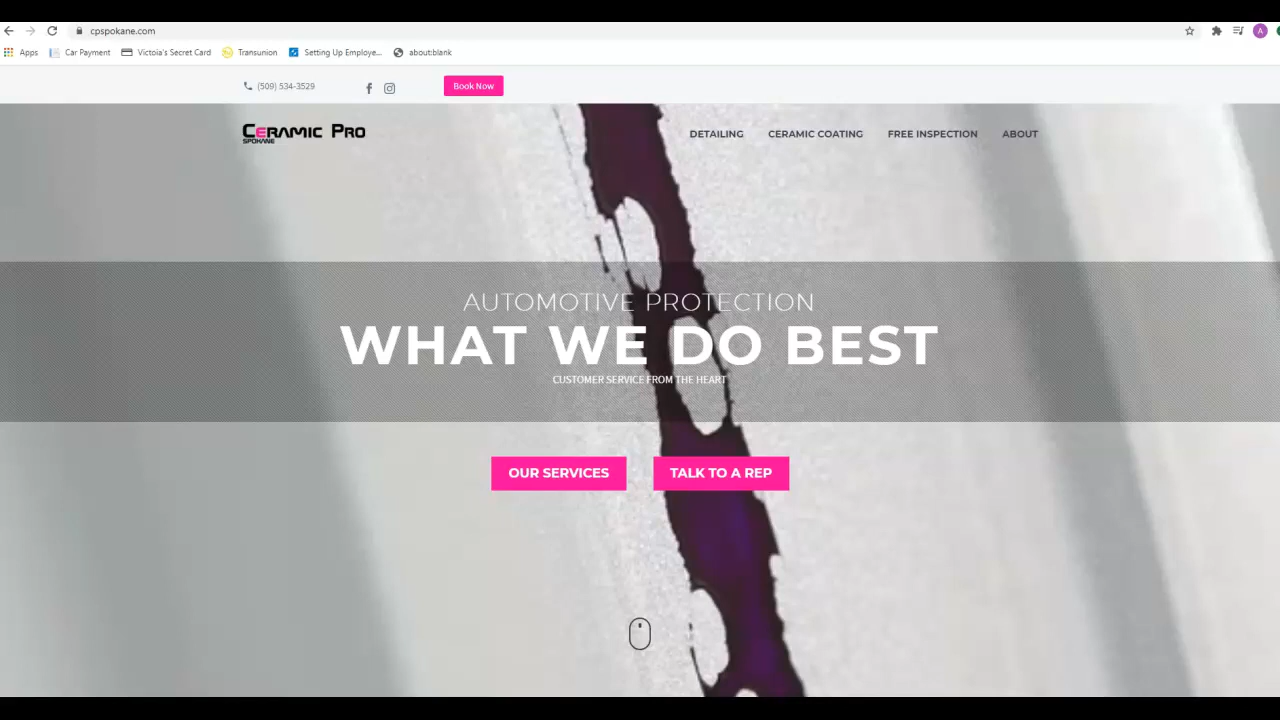 cpspokane.com
A
Apps Car Payment Victoia's Secret Card Transunion Setting Up Employe... about:blank
(509) 534-3529 Book Now
CERAMIC PRO
SPOKANE
DETAILING CERAMIC COATING FREE INSPECTION ABOUT
AUTOMOTIVE PROTECTION
WHAT WE DO BEST
CUSTOMER SERVICE FROM THE HEART
OUR SERVICES TALK TO A REP